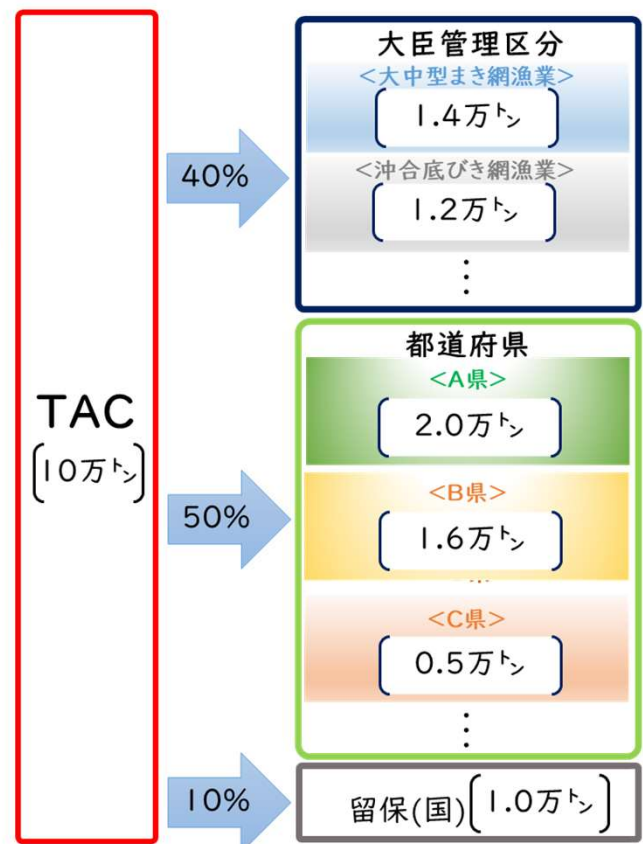 TAC
[10万トン]
40%
大臣管理区分
<大中型まき網漁業>
[1.4万トン]
<沖合底びき網漁業>
[1.2万トン]
⋮
50%
都道府県
<A県>
[2.0万トン]
<B県>
[1.6万トン]
<C県>
[0.5万トン]
⋮
10%
留保(国)[1.0万トン]